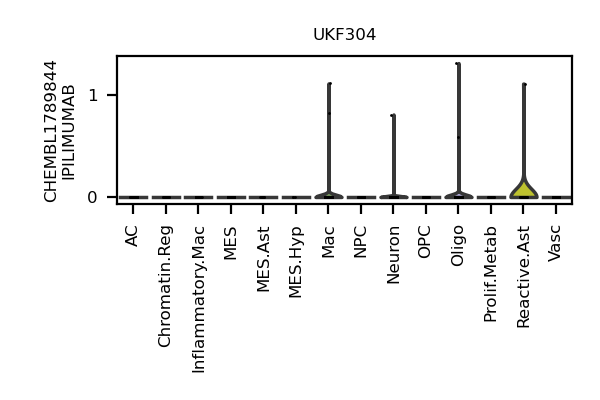 UKF304
CHEMBL1789844
IPILIMUMAB
1
0
AC
Chromatin.Reg
Inflammatory.Mac
MES
MES.Ast
MES.Hyp
Mac
NPC
Neuron
OPC
Oligo
Prolif.Metab
Reactive.Ast
Vasc